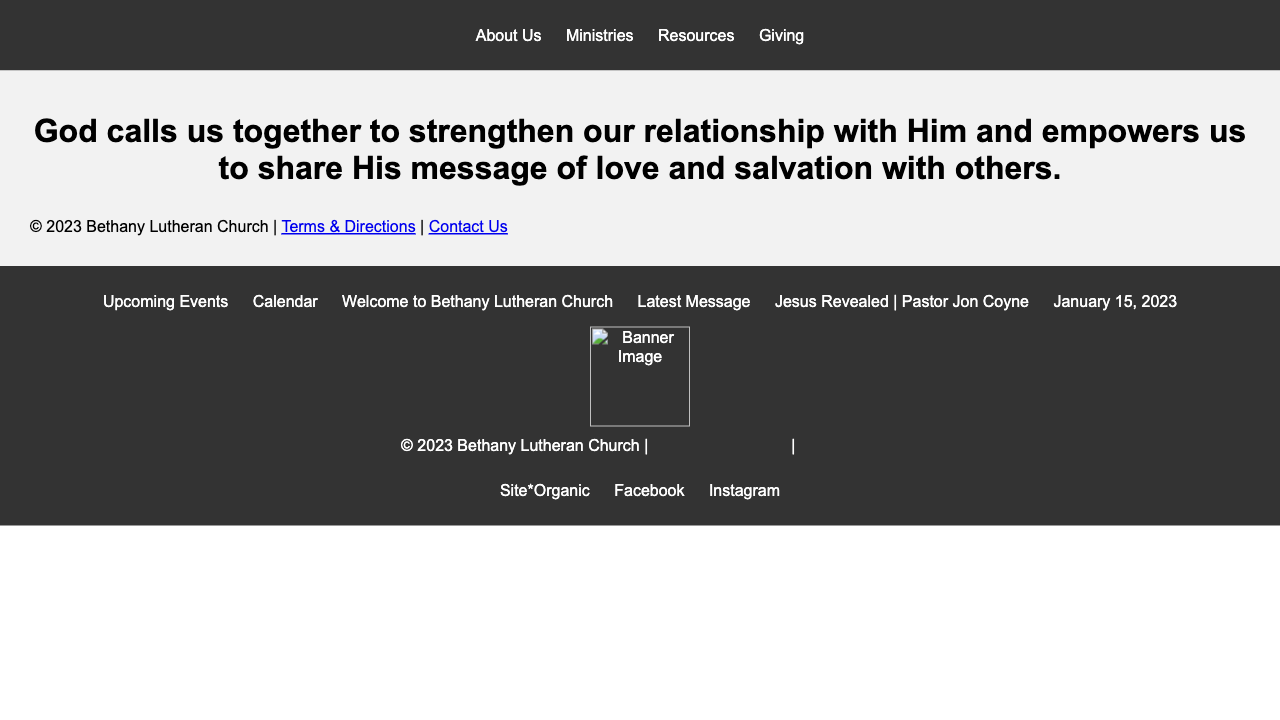 About Us Ministries Resources Giving
God calls us together to strengthen our relationship with Him and empowers us
to share His message of love and salvation with others.
© 2023 Bethany Lutheran Church | Terms & Directions | Contact Us
Upcoming Events Calendar Welcome to Bethany Lutheran Church Latest Message Jesus Revealed | Pastor Jon Coyne January 15, 2023
Banner
Image
© 2023 Bethany Lutheran Church | |
Site*Organic Facebook Instagram